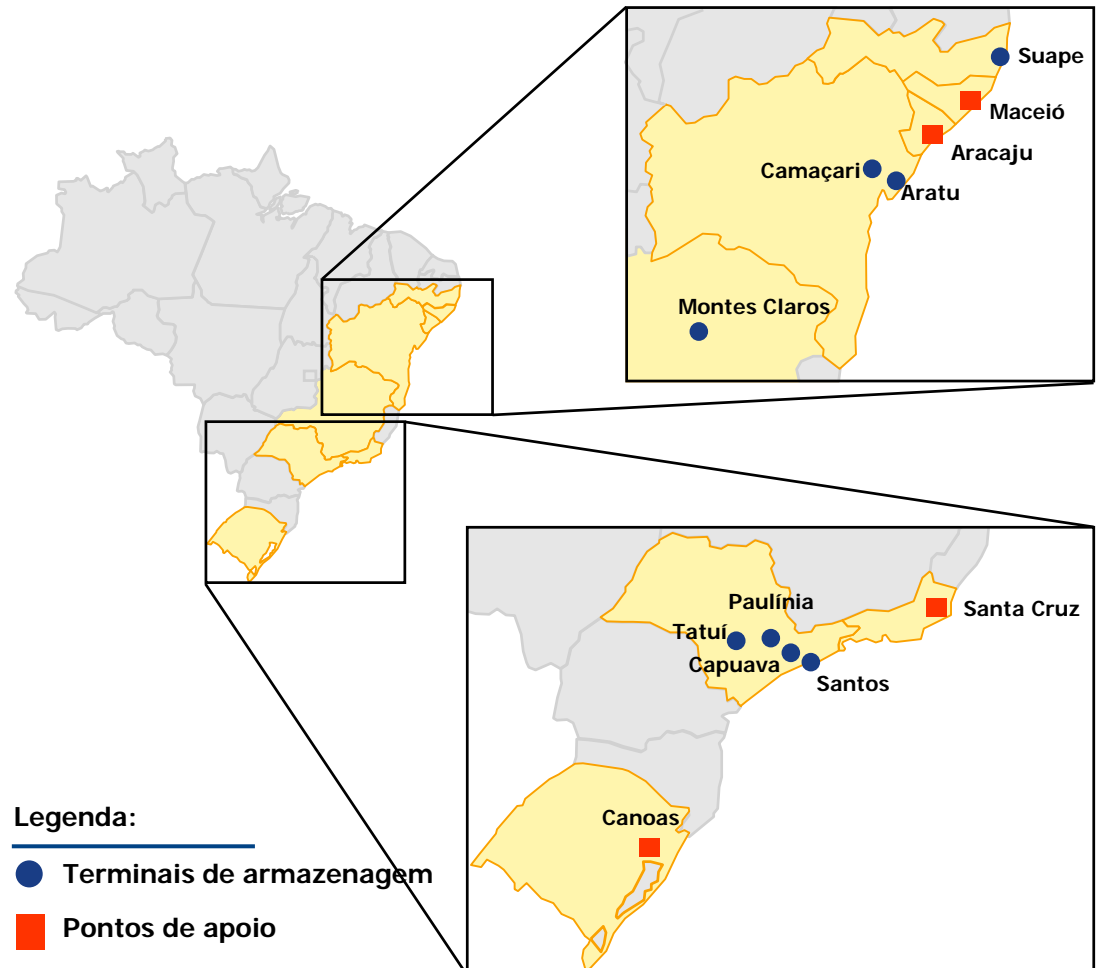 Suape
Maceió
Aracaju
Camaçari
Aratu
Montes Claros
Paulínia
Santa Cruz
Tatuí
Capuava
Santos
Canoas
Legenda:
Terminais de armazenagem
Pontos de apoio